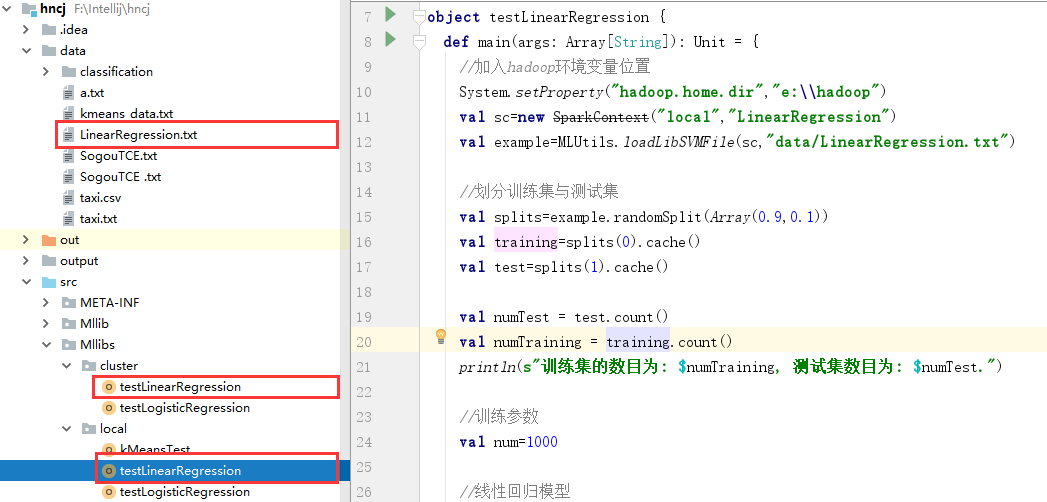 hncj F:\Intellij\hncj
.idea
data
classification
a.txt
kmeans_data.txt
LinearRegression.txt
SogouTCE.txt
SogouTCE .txt
taxi.csv
taxi.txt
out
output
src
META-INF
Mllib
Mllibs
cluster
testLinearRegression
testLogisticRegression
local
kMeansTest
testLinearRegression
testLogisticRegression
7 object testLinearRegression {
8 def main(args: Array[String]): Unit = {
9 //加入hadoop环境变量位置
10 System.setProperty("hadoop.home.dir","e:\\hadoop")
11 val sc=new SparkContext("local","LinearRegression")
12 val example=MLUtils.loadLibSVMFile(sc,"data/LinearRegression.txt")
13
14 //划分训练集与测试集
15 val splits=example.randomSplit(Array(0.9,0.1))
16 val training=splits(0).cache()
17 val test=splits(1).cache()
18
19 val numTest = test.count()
20 val numTraining = training.count()
21 println(s"训练集的数目为: $numTraining, 测试集数目为: $numTest.")
22
23 //训练参数
24 val num=1000
25
26 //线性回归模型